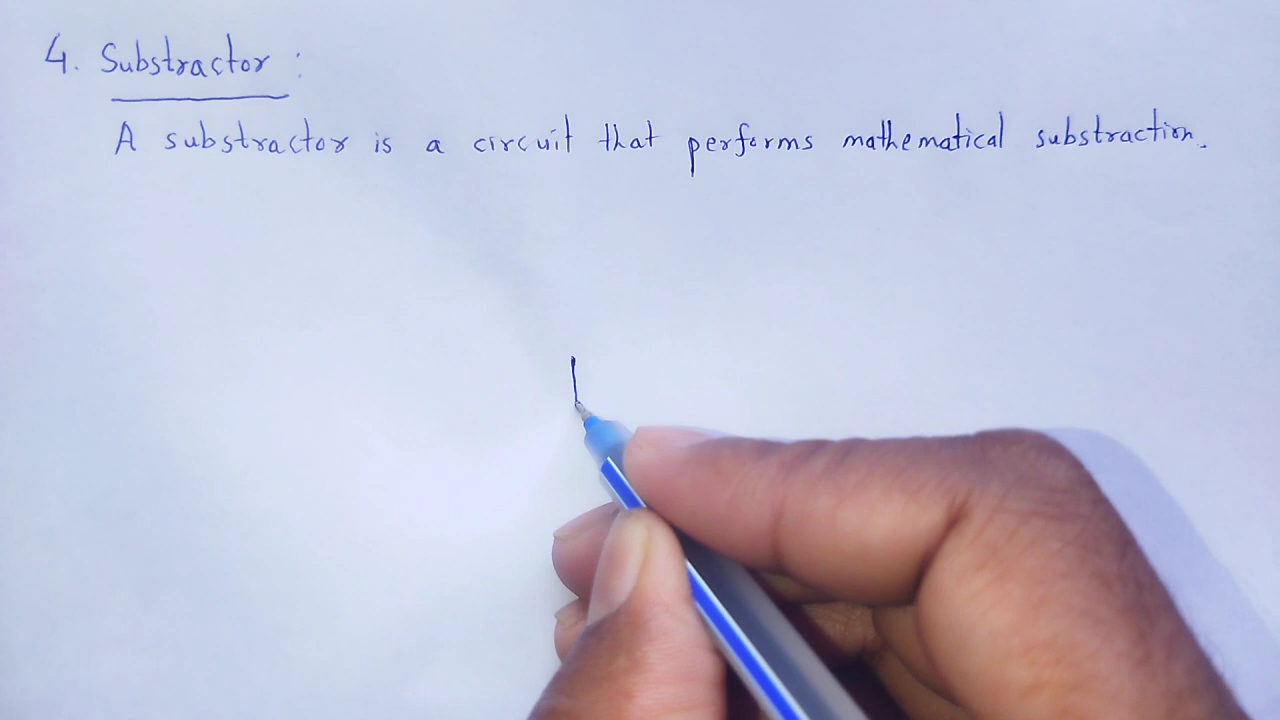 4. Substractor :
A substractor is a circuit that performs mathematical substraction.